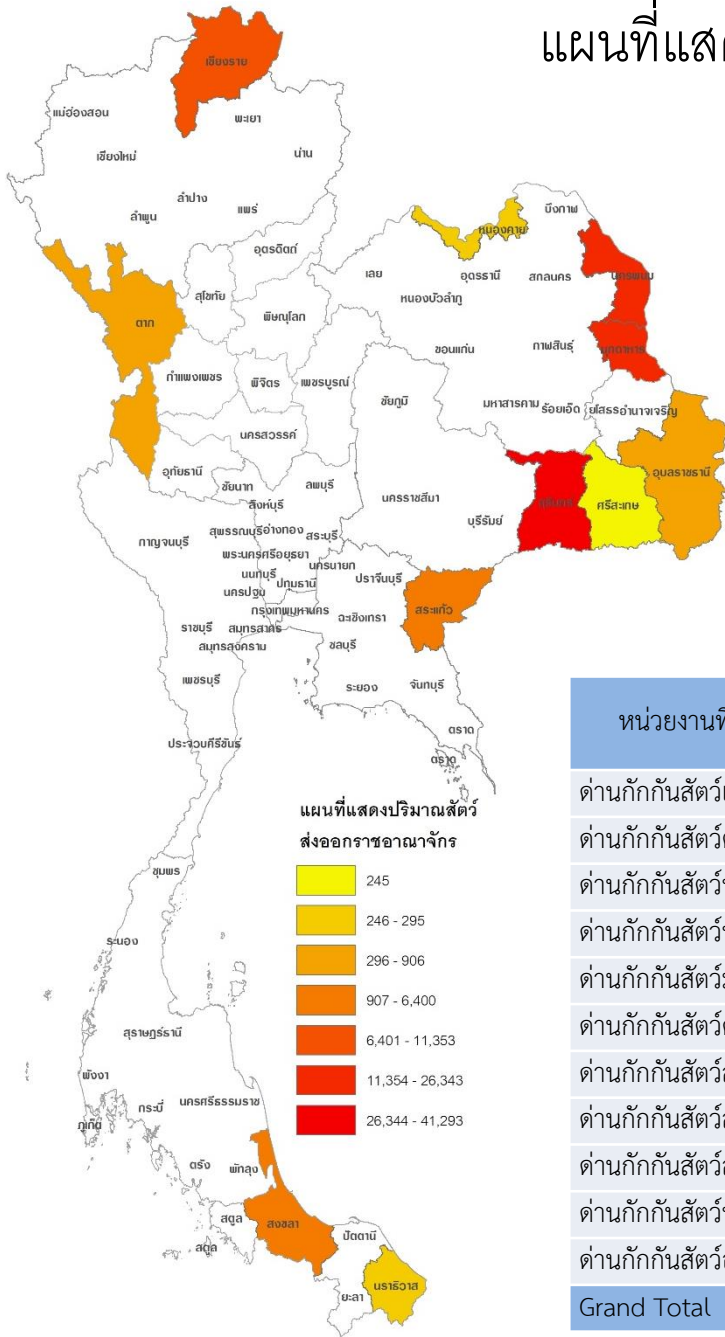 แผนที่แสด
เชียงราย
แม่ฮ่องสอน
พะเยา
เชียงใหม่
น่าน
ลำปาง
ลำพูน
แพร่
อุตรดิตถ์
บึงกาฬ
หนองคาย
เลย
อุดรธานี
สกลนคร
นครพนม
หนองบัวลำภู
สุโขทัย
ตาก
พิษณุโลก
ขอนแก่น
กาฬสินธุ์
มุกดาหาร
กำแพงเพชร
พิจิตร
เพชรบูรณ์
ชัยภูมิ
มหาสารคาม
ร้อยเอ็ด
ยโสธร
อำนาจเจริญ
นครสวรรค์
อุทัยธานี
ชัยนาท
ลพบุรี
อุบลราชธานี
นครราชสีมา
สุรินทร์
ศรีสะเกษ
สิงห์บุรี
บุรีรัมย์
กาญจนบุรี
สุพรรณบุรี
อ่างทอง
สระบุรี
พระนครศรีอยุธยา
นครนายก
ปราจีนบุรี
นนทบุรี
ปทุมธานี
นครปฐม
กรุงเทพมหานคร
ฉะเชิงเทรา
สระแก้ว
ราชบุรี
สมุทรสาคร
สมุทรสงคราม
ชลบุรี
เพชรบุรี
ระยอง
จันทบุรี
ตราด
ตราด
ประจวบคีรีขันธ์
ชุมพร
ระนอง
สุราษฎร์ธานี
พังงา
กระบี่
นครศรีธรรมราช
ภูเก็ต
ตรัง
พัทลุง
สตูล
สตูล
สงขลา
ปัตตานี
ยะลา
นราธิวาส
แผนที่แสดงปริมาณสัตว์
ส่งออกราชอาณาจักร
245
246 - 295
296 - 906
907 - 6,400
6,401 - 11,353
11,354 - 26,343
26,344 - 41,293
หน่วยงานที
ด่านกักกันสัตว์
ด่านกักกันสัตว์
ด่านกักกันสัตว์
ด่านกักกันสัตว์
ด่านกักกันสัตว์
ด่านกักกันสัตว์
ด่านกักกันสัตว์
ด่านกักกันสัตว์
ด่านกักกันสัตว์
ด่านกักกันสัตว์
ด่านกักกันสัตว์
Grand Total